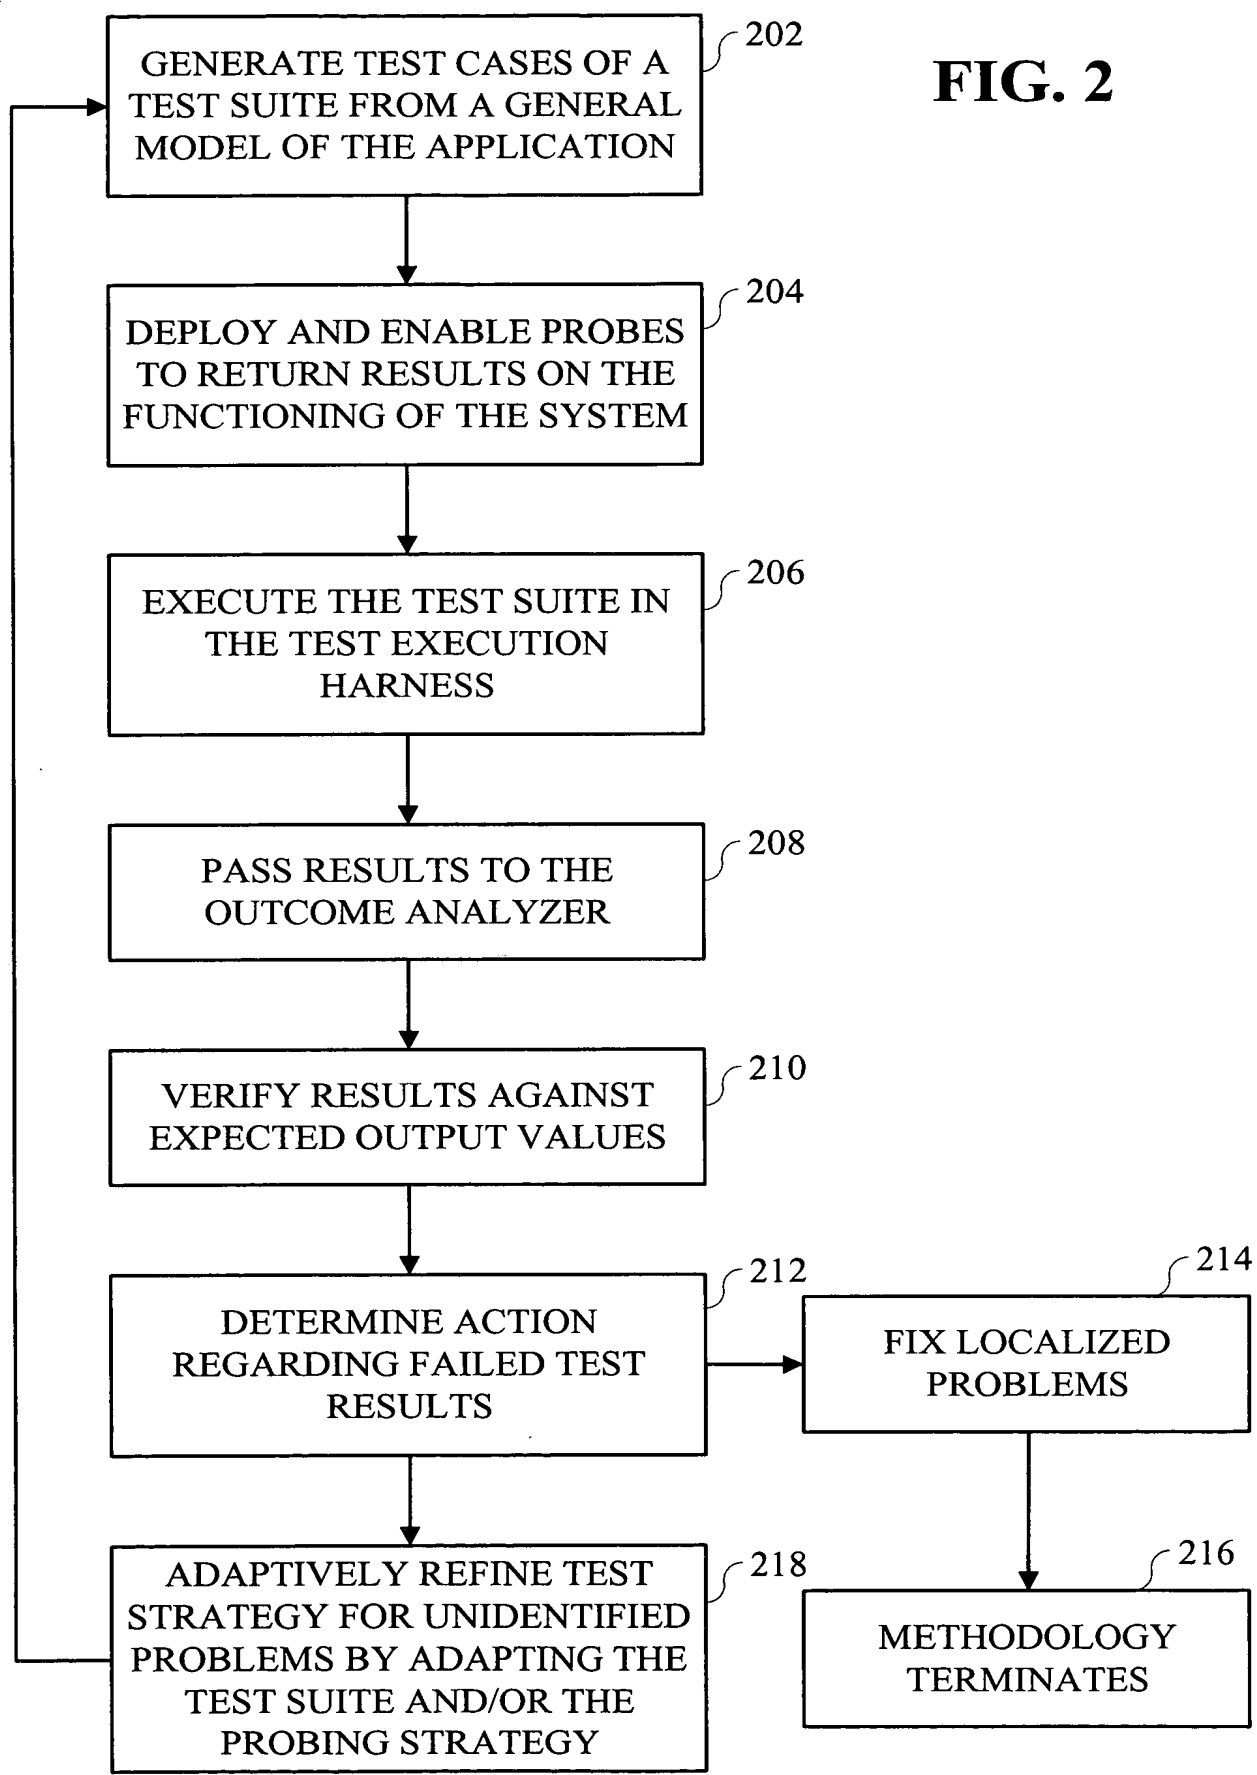 FIG. 2
202
GENERATE TEST CASES OF A
TEST SUITE FROM A GENERAL
MODEL OF THE APPLICATION
204
DEPLOY AND ENABLE PROBES
TO RETURN RESULTS ON THE
FUNCTIONING OF THE SYSTEM
206
EXECUTE THE TEST SUITE IN
THE TEST EXECUTION
HARNESS
208
PASS RESULTS TO THE
OUTCOME ANALYZER
210
VERIFY RESULTS AGAINST
EXPECTED OUTPUT VALUES
212
DETERMINE ACTION
REGARDING FAILED TEST
RESULTS
214
FIX LOCALIZED
PROBLEMS
216
METHODOLOGY
TERMINATES
218
ADAPTIVELY REFINE TEST
STRATEGY FOR UNIDENTIFIED
PROBLEMS BY ADAPTING THE
TEST SUITE AND/OR THE
PROBING STRATEGY